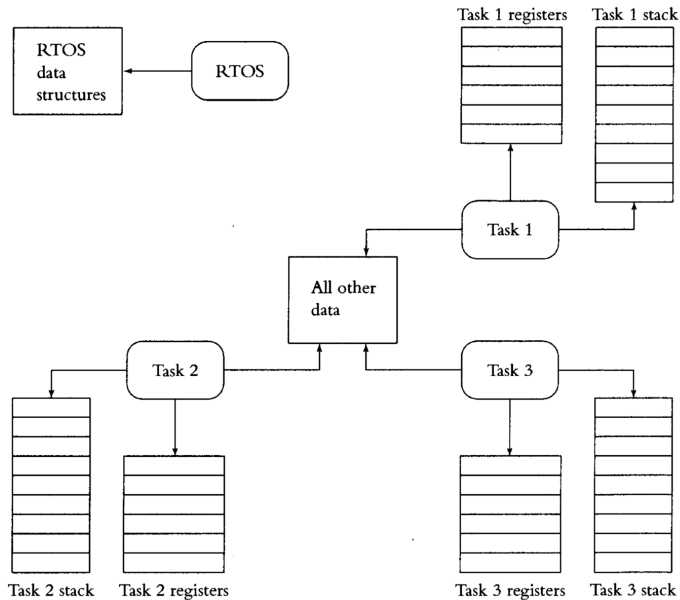 Task 1 registers
Task 1 stack
RTOS
data
structures
RTOS
Task 1
All other
data
Task 2
Task 3
Task 2 stack
Task 2 registers
Task 3 registers
Task 3 stack